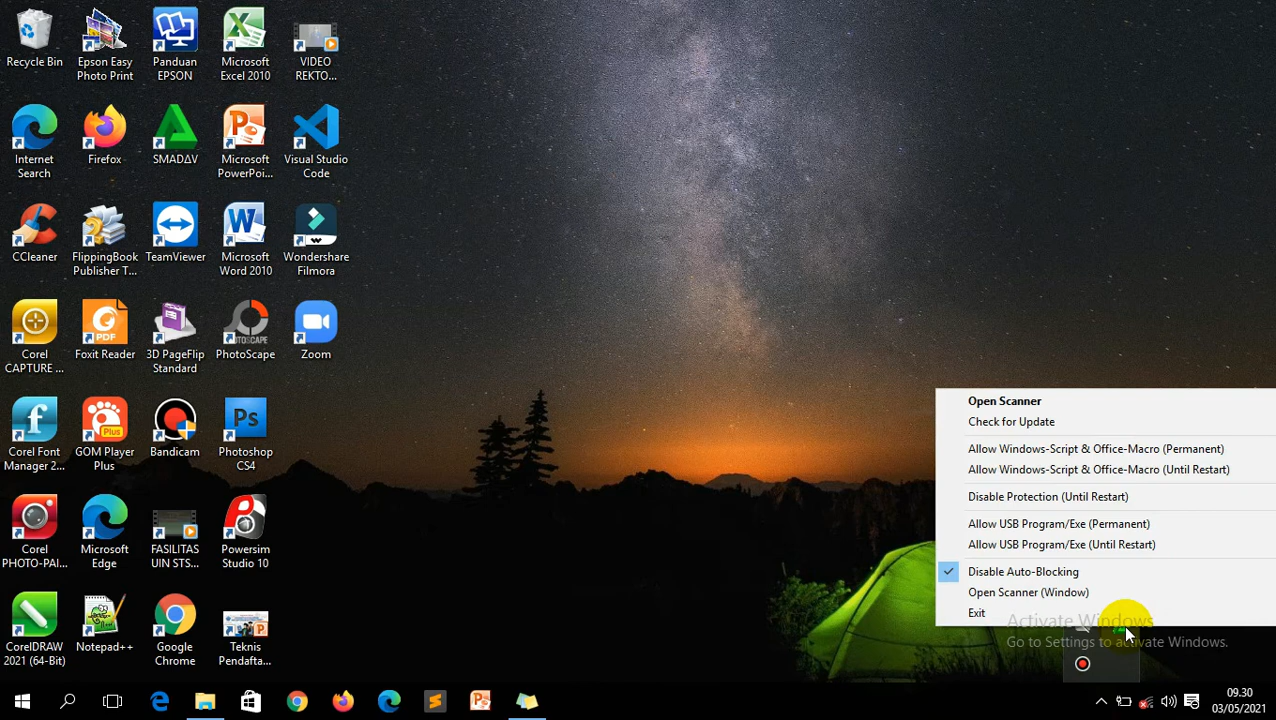 Recycle Bin
Epson Easy
Photo Print
Panduan
EPSON
Microsoft
Excel 2010
VIDEO
REKTO...
Internet
Search
Firefox
SMADΔV
Microsoft
PowerPoi...
Visual Studio
Code
CCleaner
FlippingBook
Publisher T...
TeamViewer
Microsoft
Word 2010
Wondershare
Filmora
Corel
CAPTURE ...
PDF
Foxit Reader
3D PageFlip
Standard
PHOTOSCAPE
PhotoScape
Zoom
Corel Font
Manager 2...
Plus
GOM Player
Plus
Bandicam
Ps
Photoshop
CS4
Corel
PHOTO-PAI...
Microsoft
Edge
FASILITAS
UIN STS...
Powersim
Studio 10
CorelDRAW
2021 (64-Bit)
Notepad++
Google
Chrome
Teknis
Pendafta...
Open Scanner
Check for Update
Allow Windows-Script & Office-Macro (Permanent)
Allow Windows-Script & Office-Macro (Until Restart)
Disable Protection (Until Restart)
Allow USB Program/Exe (Permanent)
Allow USB Program/Exe (Until Restart)
Disable Auto-Blocking
Open Scanner (Window)
Exit
Activate Windows
Go to Settings to activate Windows.
09.30
03/05/2021